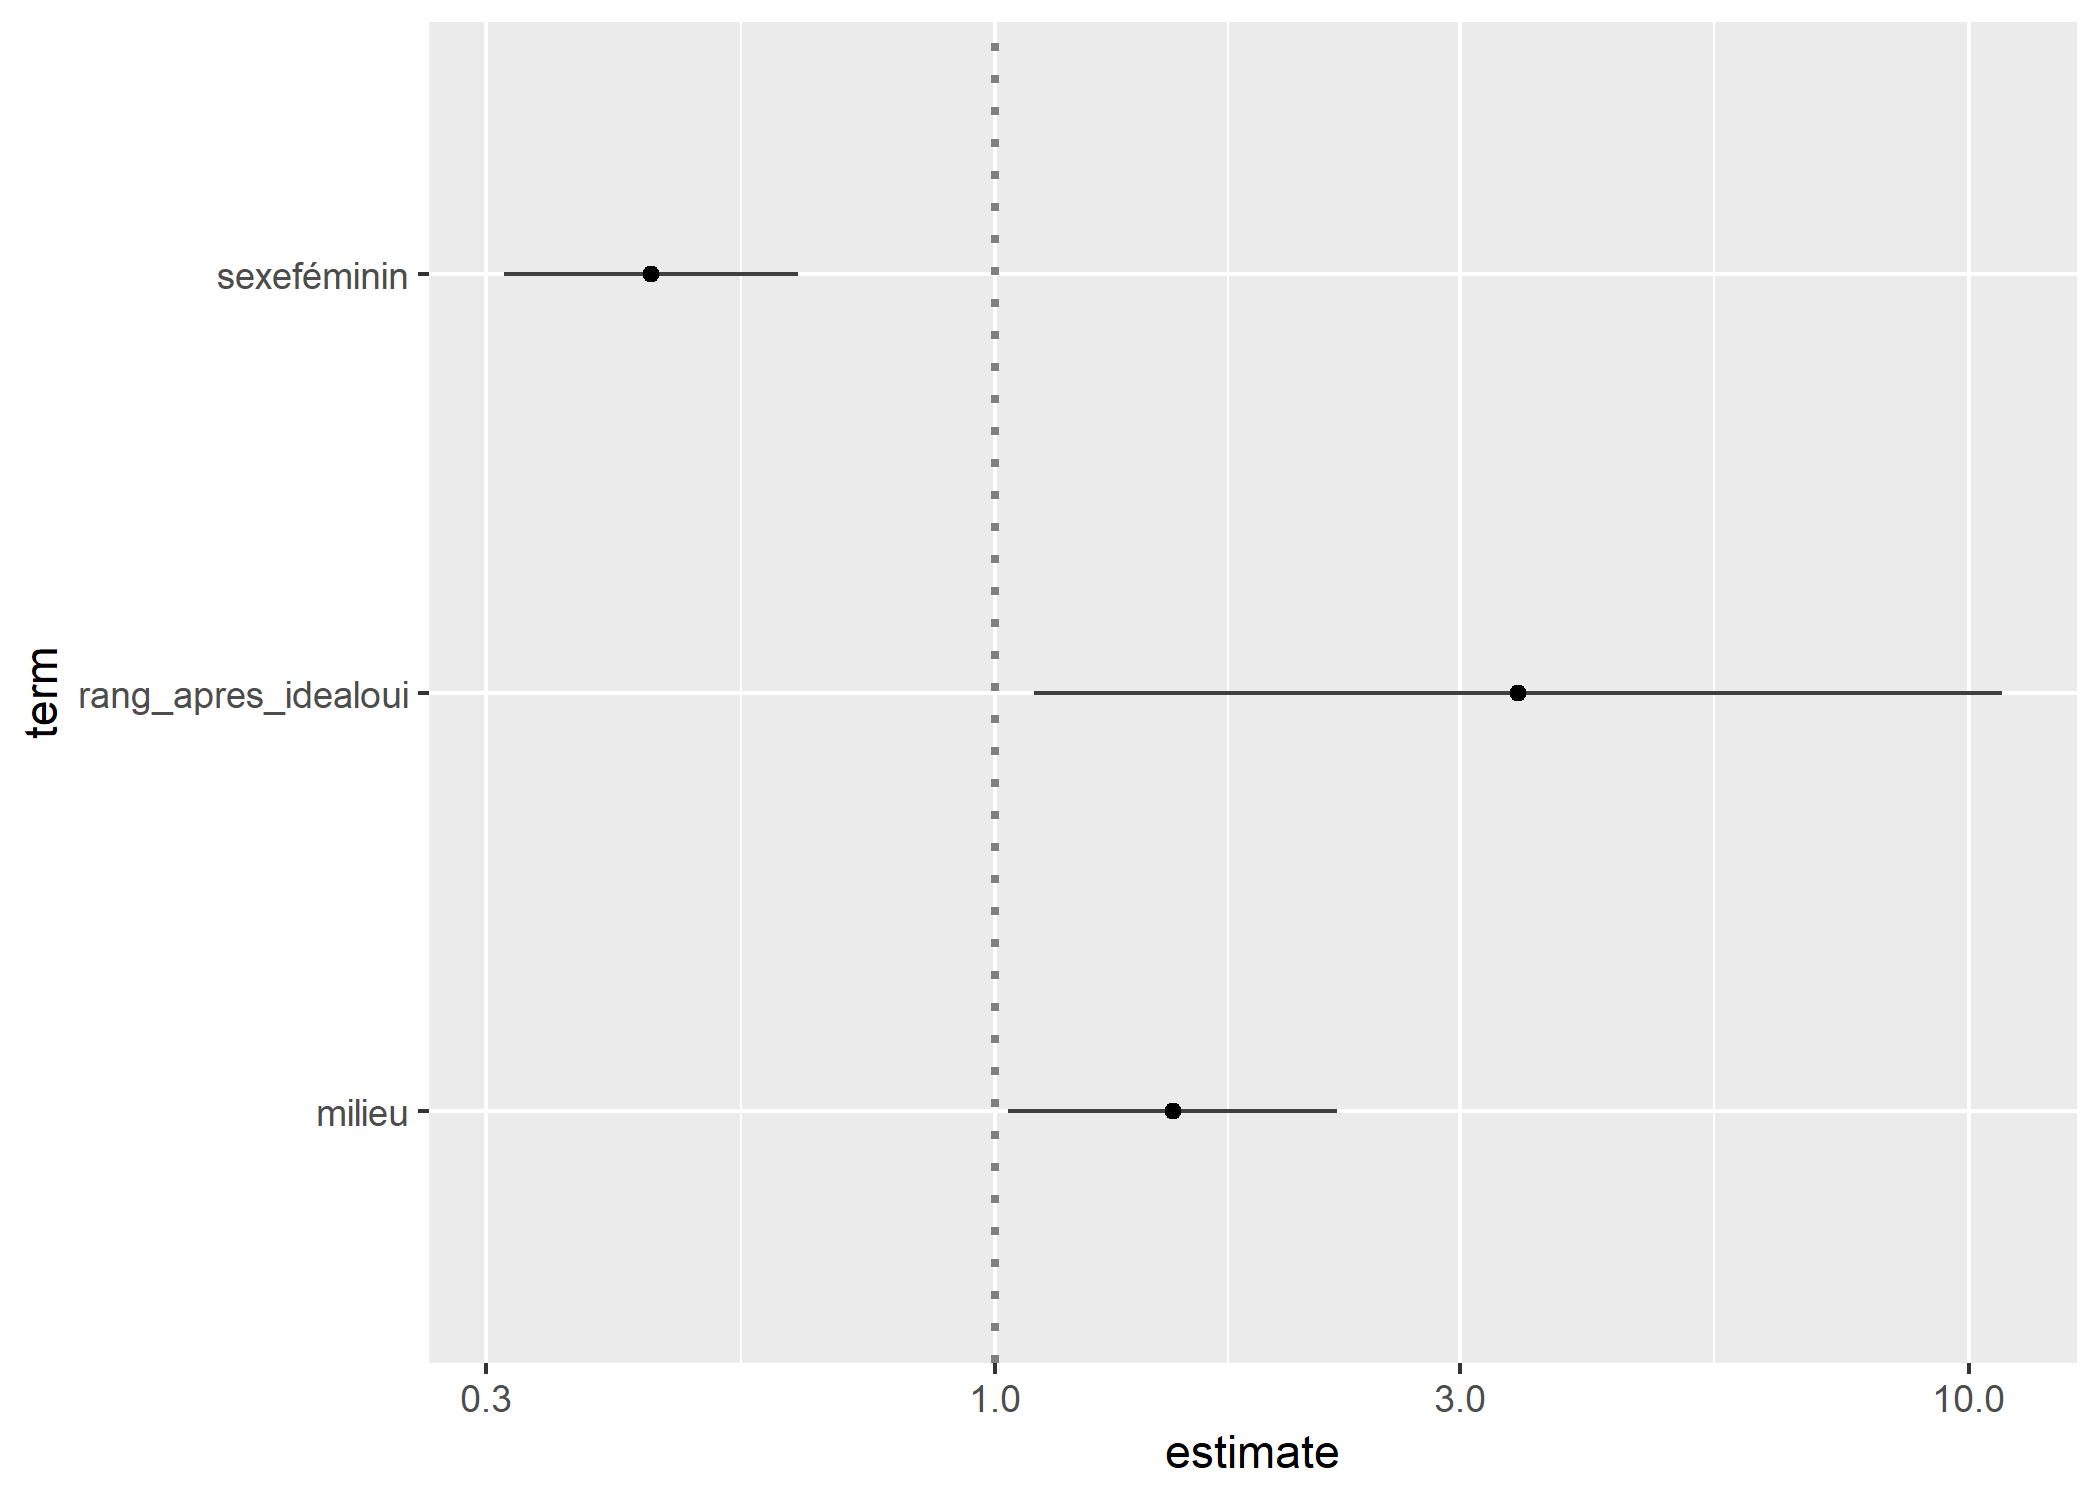 sexeféminin
rang_apres_idealoui
milieu
term
0.3 1.0 3.0 10.0
estimate